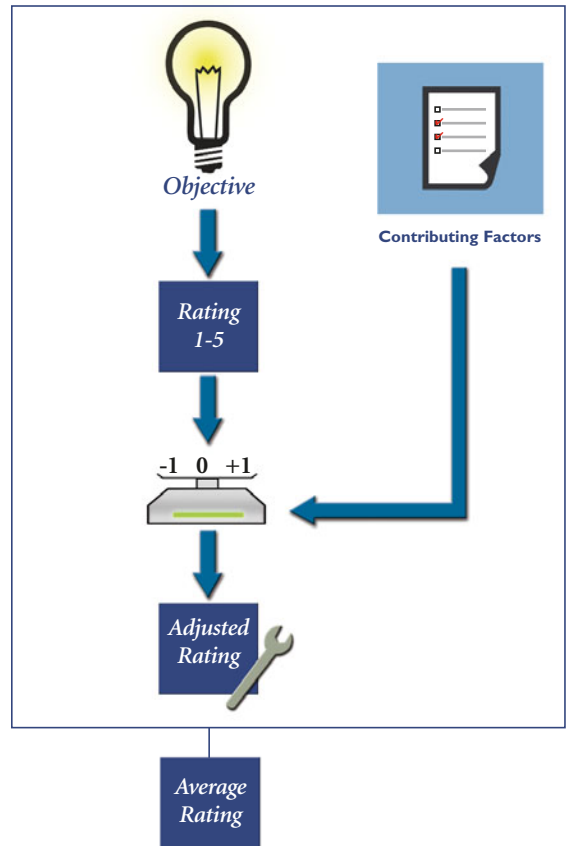 Objective
Contributing Factors
Rating
1-5
-1 0 +1
Adjusted
Rating
Average
Rating